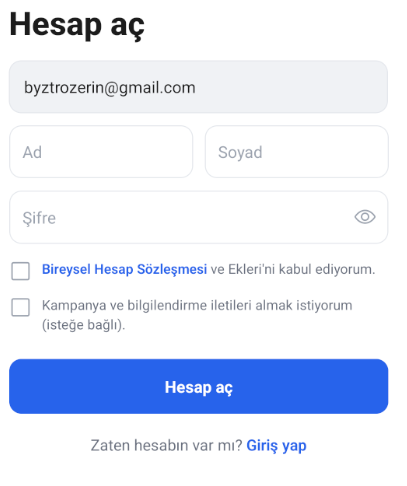 Hesap aç
byztrozerin@gmail.com
Ad
Soyad
Şifre
Bireysel Hesap Sözleşmesi ve Ekleri'ni kabul ediyorum.
Kampanya ve bilgilendirme iletileri almak istiyorum
(isteğe bağlı).
Hesap aç
Zaten hesabın var mı? Giriş yap